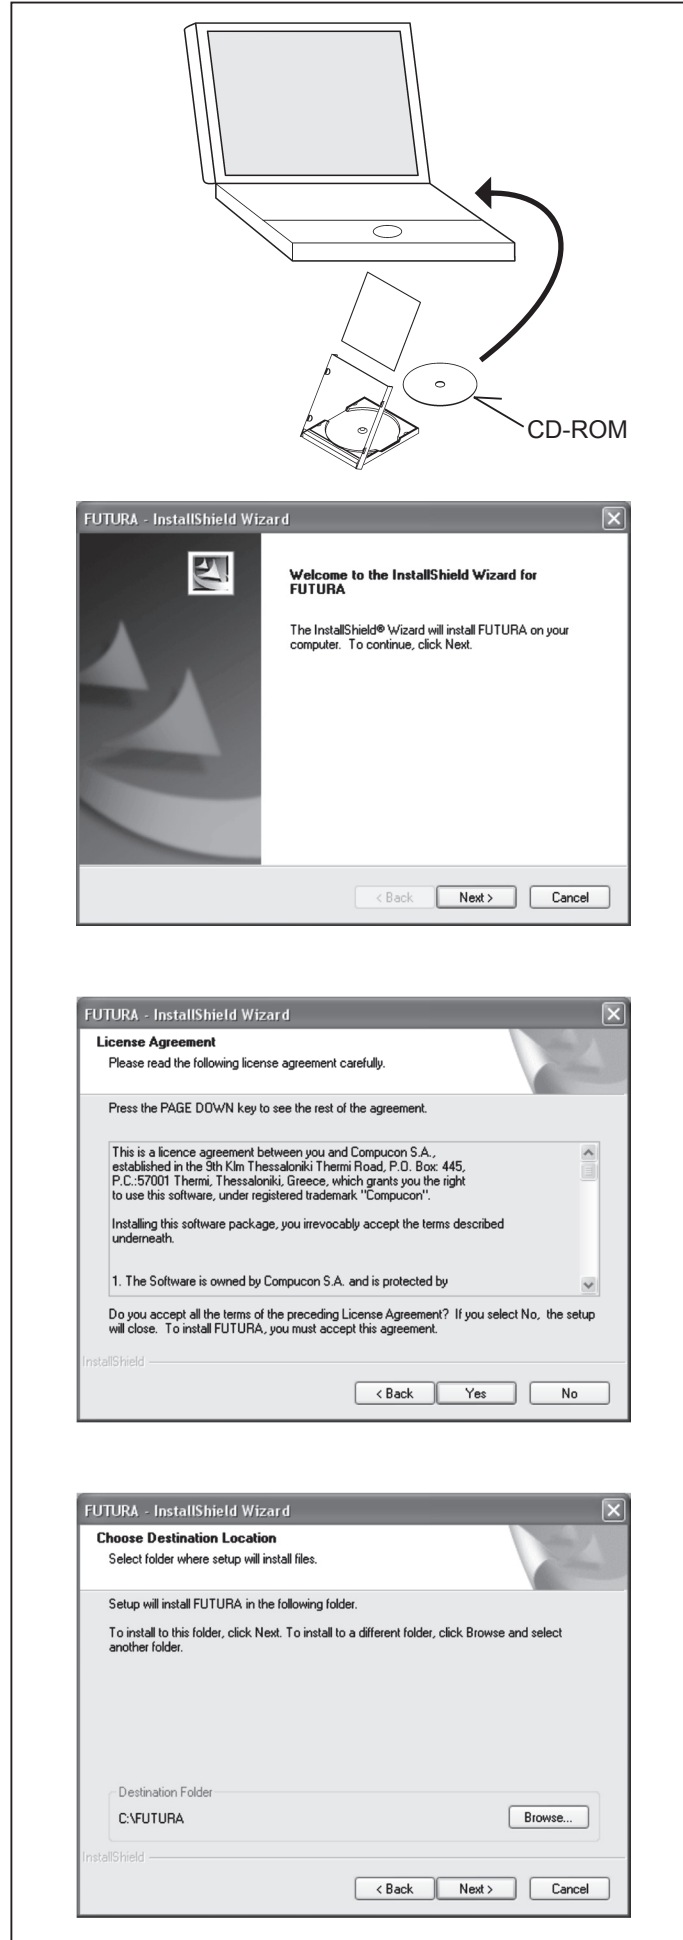 CD-ROM
FUTURA - InstallShield Wizard
Welcome to the InstallShield Wizard for
FUTURA
The InstallShield® Wizard will install FUTURA on your
computer. To continue, click Next.
< Back
Next >
Cancel
FUTURA - InstallShield Wizard
License Agreement
Please read the following license agreement carefully.
Press the PAGE DOWN key to see the rest of the agreement.
This is a licence agreement between you and Compucon S.A.,
established in the 9th Klm Thessaloniki Thermi Road, P.O. Box: 445,
P.C.:57001 Thermi, Thessaloniki, Greece, which grants you the right
to use this software, under registered trademark "Compucon".
Installing this software package, you irrevocably accept the terms described
underneath.
1. The Software is owned by Compucon S.A. and is protected by
Do you accept all the terms of the preceding License Agreement? If you select No, the setup
will close. To install FUTURA, you must accept this agreement.
InstallShield
< Back
Yes
No
FUTURA - InstallShield Wizard
Choose Destination Location
Select folder where setup will install files.
Setup will install FUTURA in the following folder.
To install to this folder, click Next. To install to a different folder, click Browse and select
another folder.
Destination Folder
C:\FUTURA
Browse...
InstallShield
< Back
Next >
Cancel